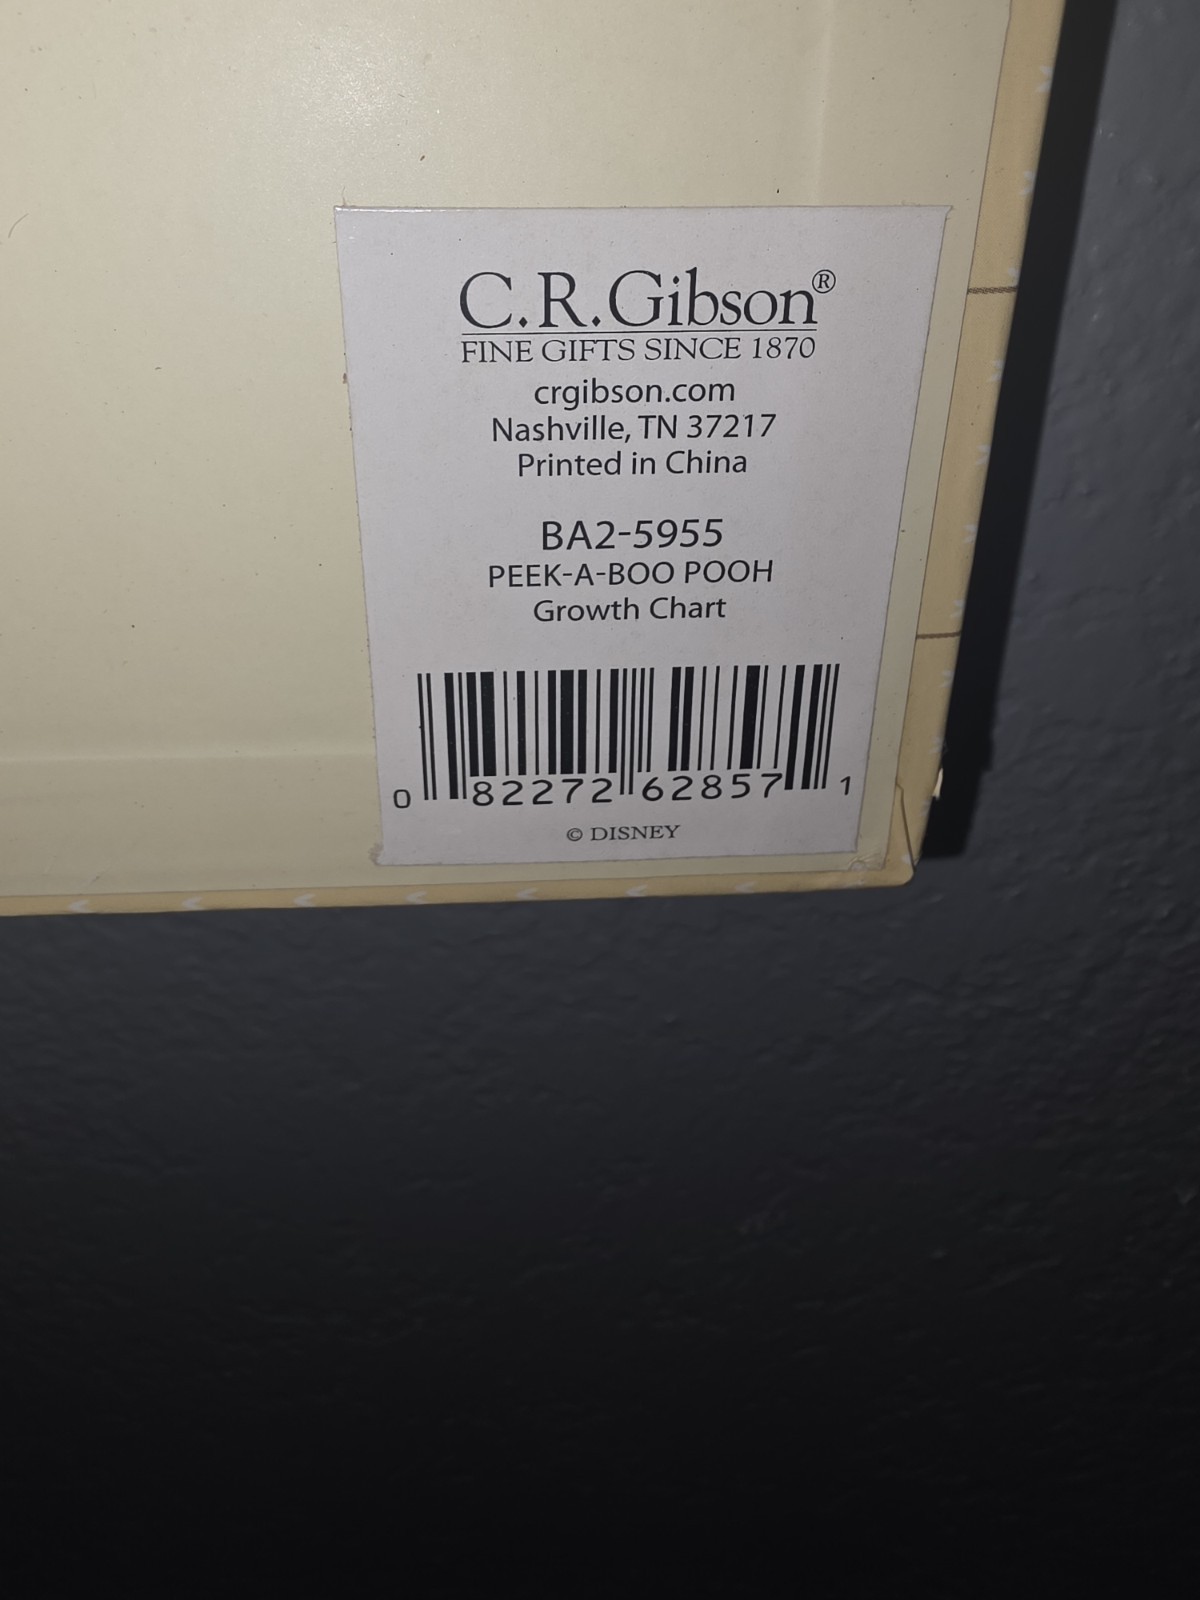 C.R.Gibson®
FINE GIFTS SINCE 1870
crgibson.com
Nashville, TN 37217
Printed in China
BA2-5955
PEEK-A-BOO POOH
Growth Chart
0 82272 62857 1
© DISNEY